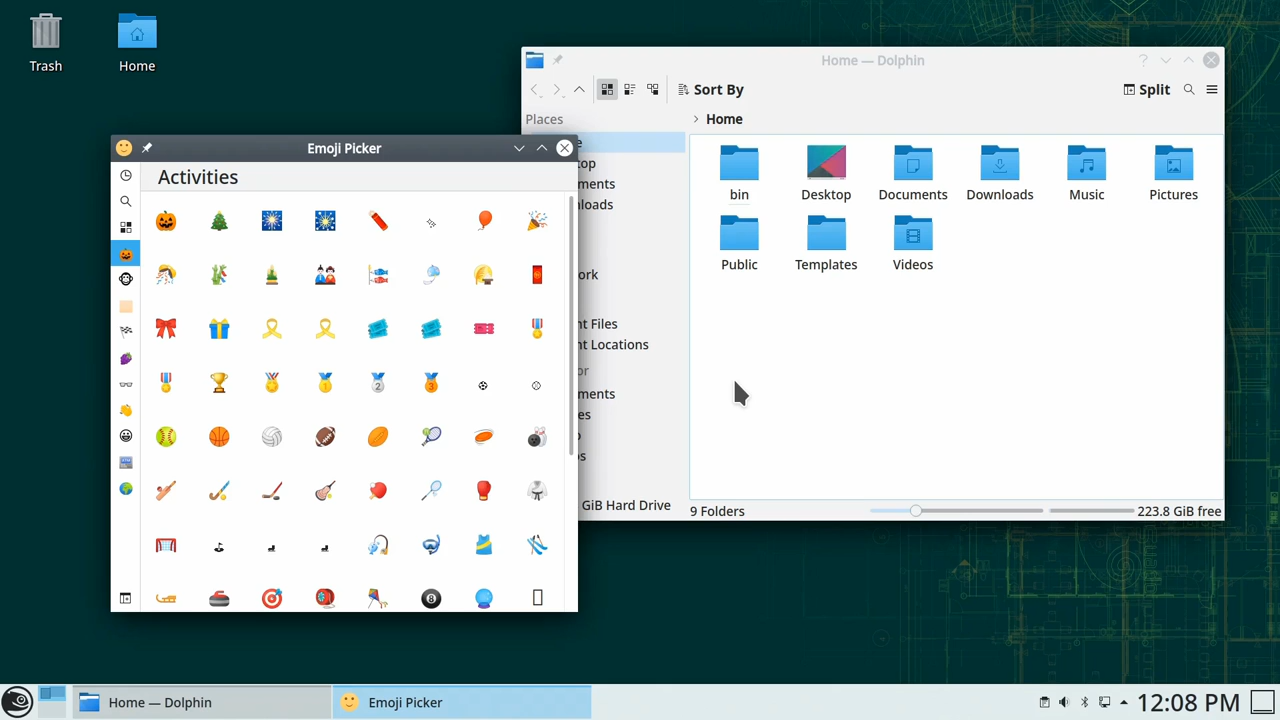 Trash
Home
Home — Dolphin
Sort By
Split
Places
Home
Emoji Picker
Activities
bin
Desktop
Documents
Downloads
Music
Pictures
Public
Templates
Videos
GiB Hard Drive
9 Folders
223.8 GiB free
Home — Dolphin
Emoji Picker
12:08 PM